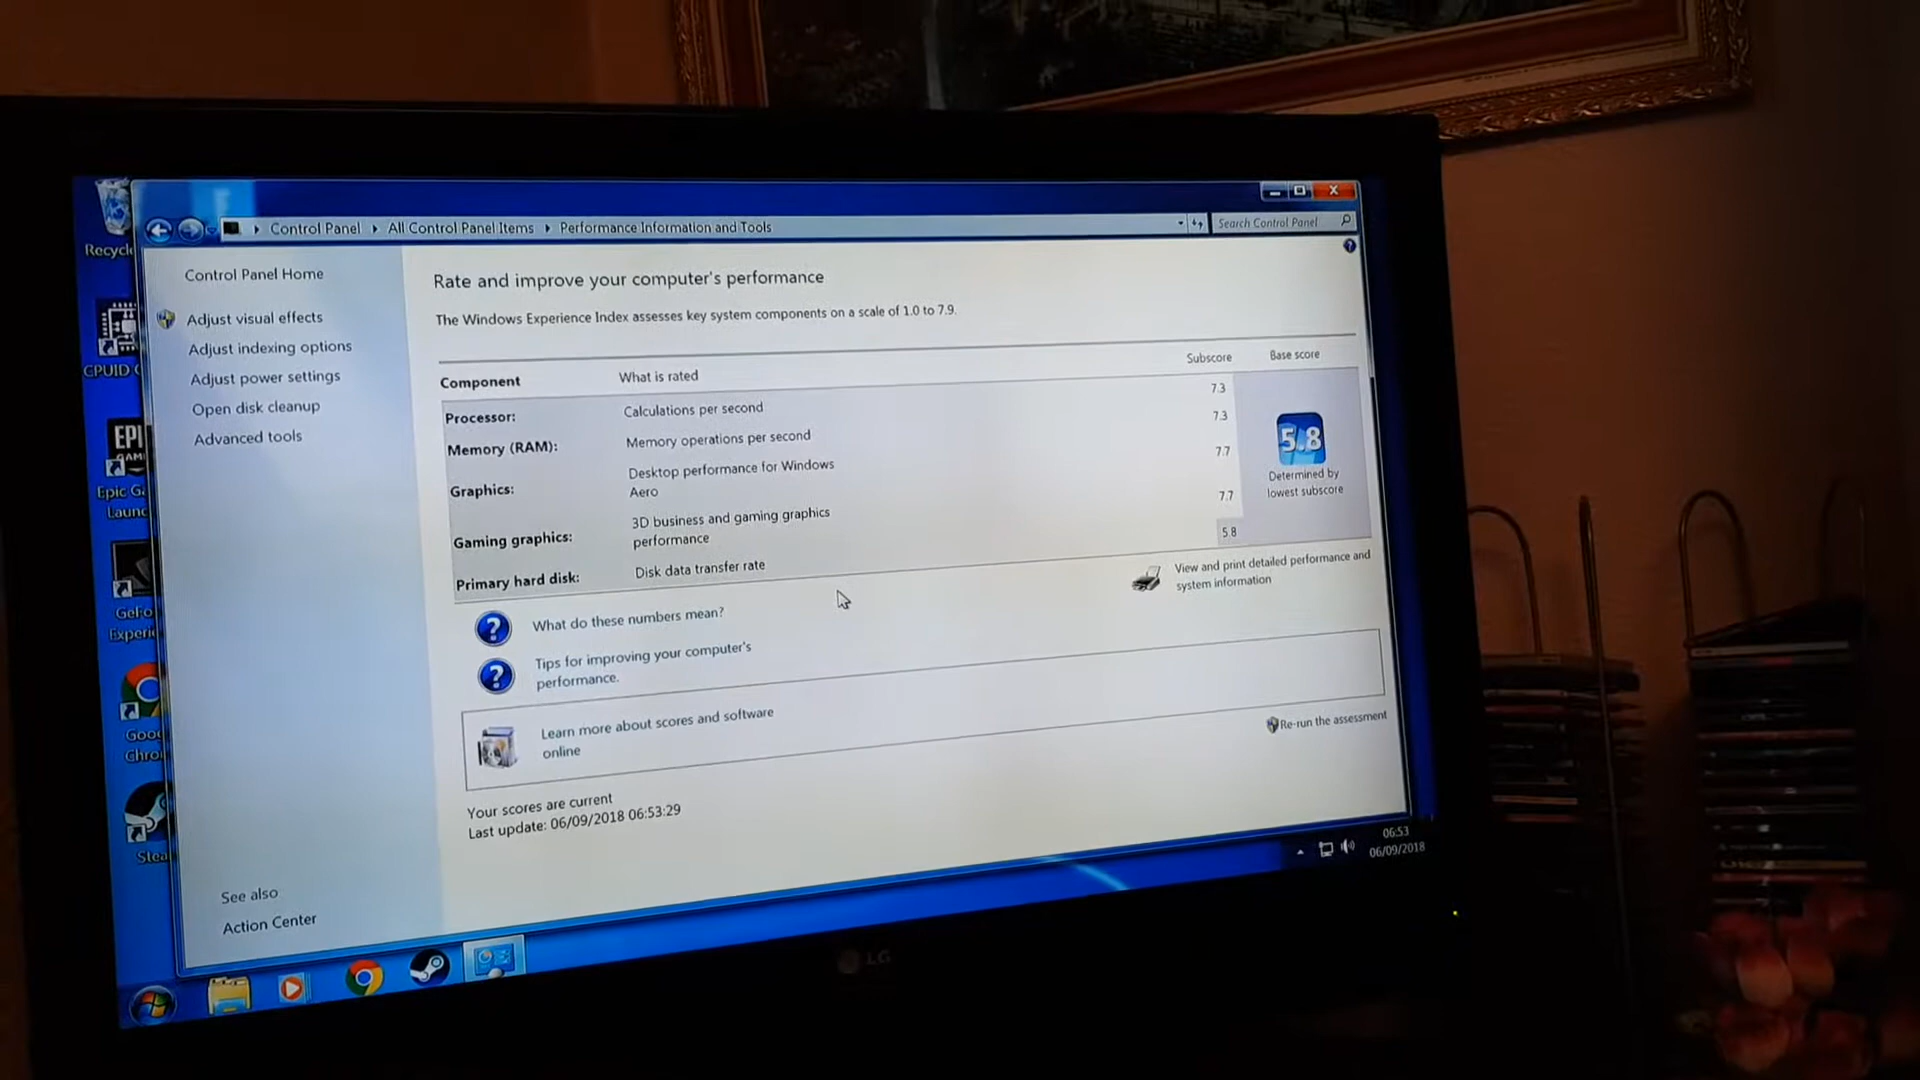 Control Panel ▸ All Control Panel Items ▸ Performance Information and Tools
Search Control Panel
Recycl
CPUID C
EPI
GAM
Epic Ga
Launc
GeFo
Experi
Goog
Chro
Stea
Control Panel Home
Adjust visual effects
Adjust indexing options
Adjust power settings
Open disk cleanup
Advanced tools
See also
Action Center
Rate and improve your computer's performance
The Windows Experience Index assesses key system components on a scale of 1.0 to 7.9.
Component What is rated Subscore Base score
Processor: Calculations per second 7.3
Memory (RAM): Memory operations per second 7.3
Graphics: Desktop performance for Windows
Aero 7.7
Gaming graphics: 3D business and gaming graphics
performance 7.7
Primary hard disk: Disk data transfer rate 5.8
5.8
Determined by
lowest subscore
What do these numbers mean?
Tips for improving your computer's
performance.
View and print detailed performance and
system information
Learn more about scores and software
online
Your scores are current
Last update: 06/09/2018 06:53:29
Re-run the assessment
06:53
06/09/2018
LG